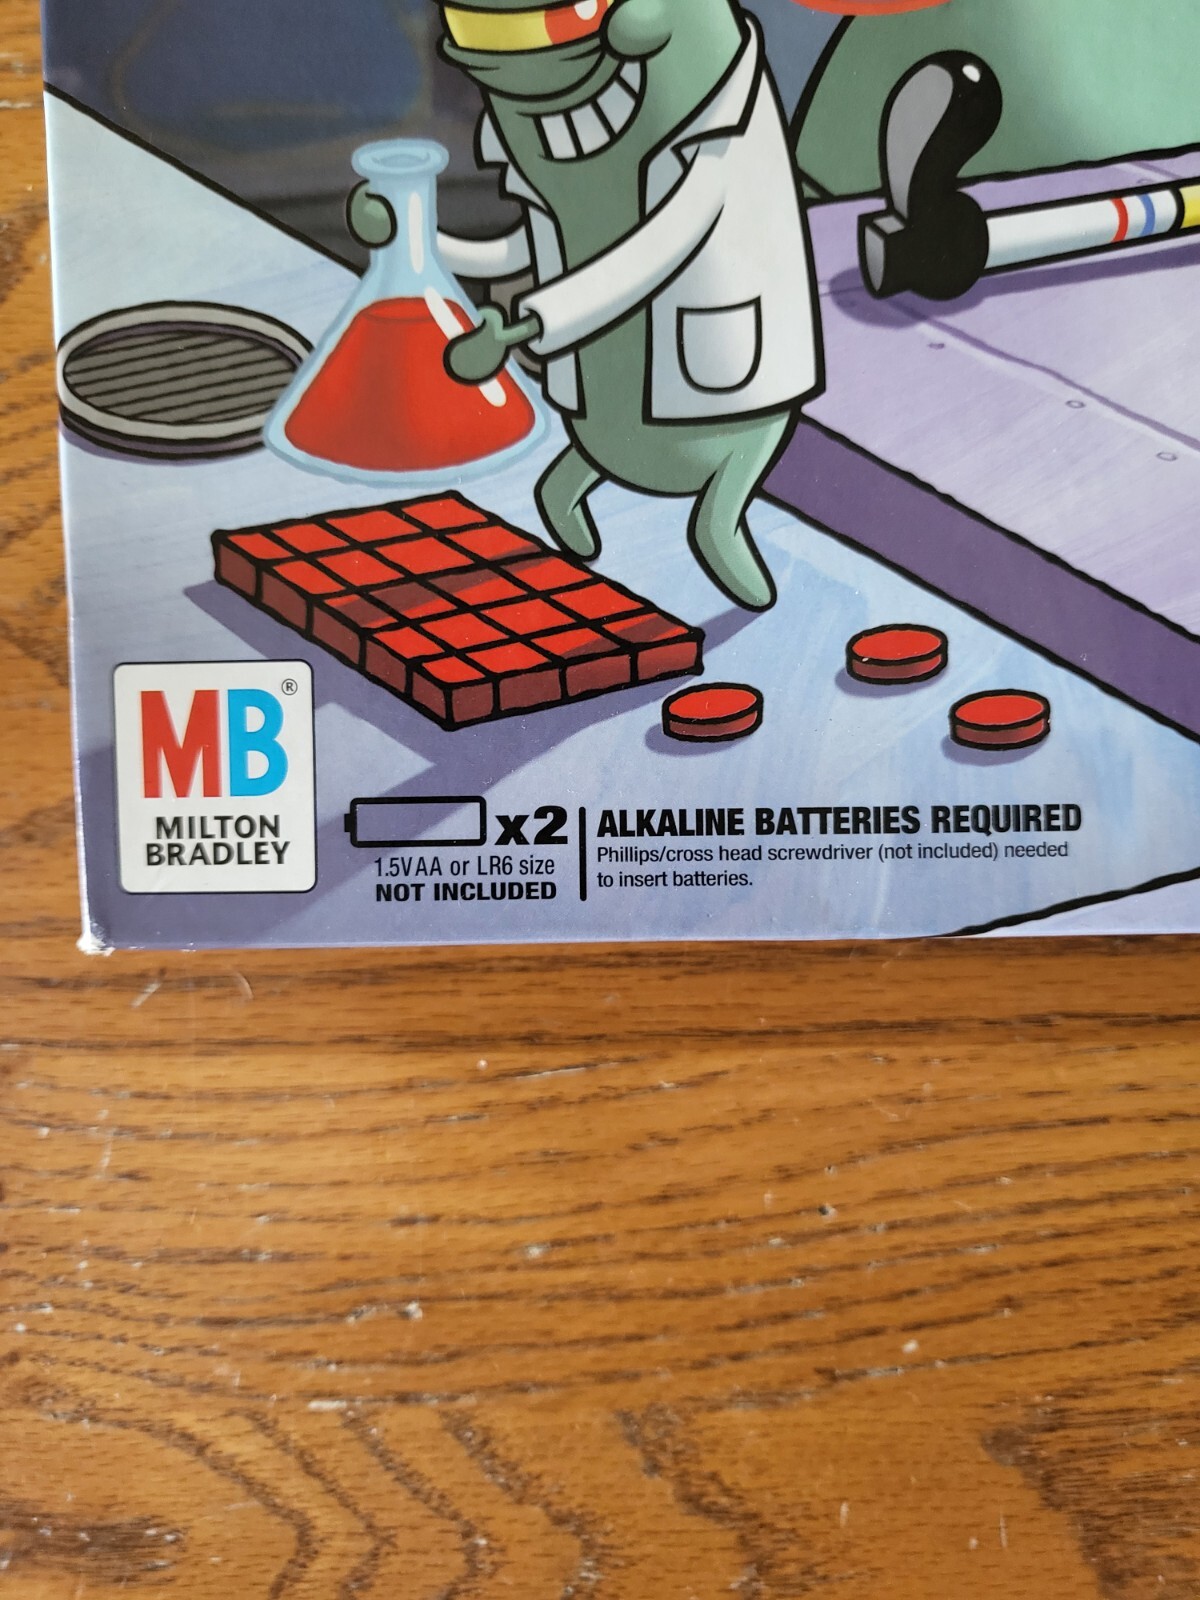 MB®
MILTON
BRADLEY
x2
1.5V AA or LR6 size
NOT INCLUDED
ALKALINE BATTERIES REQUIRED
Phillips/cross head screwdriver (not included) needed
to insert batteries.